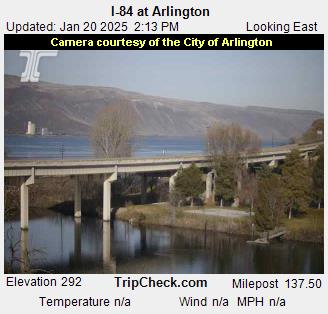 I-84 at Arlington
Updated: Jan 20 2025 2:13 PM Looking East
Camera courtesy of the City of Arlington
Elevation 292 TripCheck.com Milepost 137.50
Temperature n/a Wind n/a MPH n/a